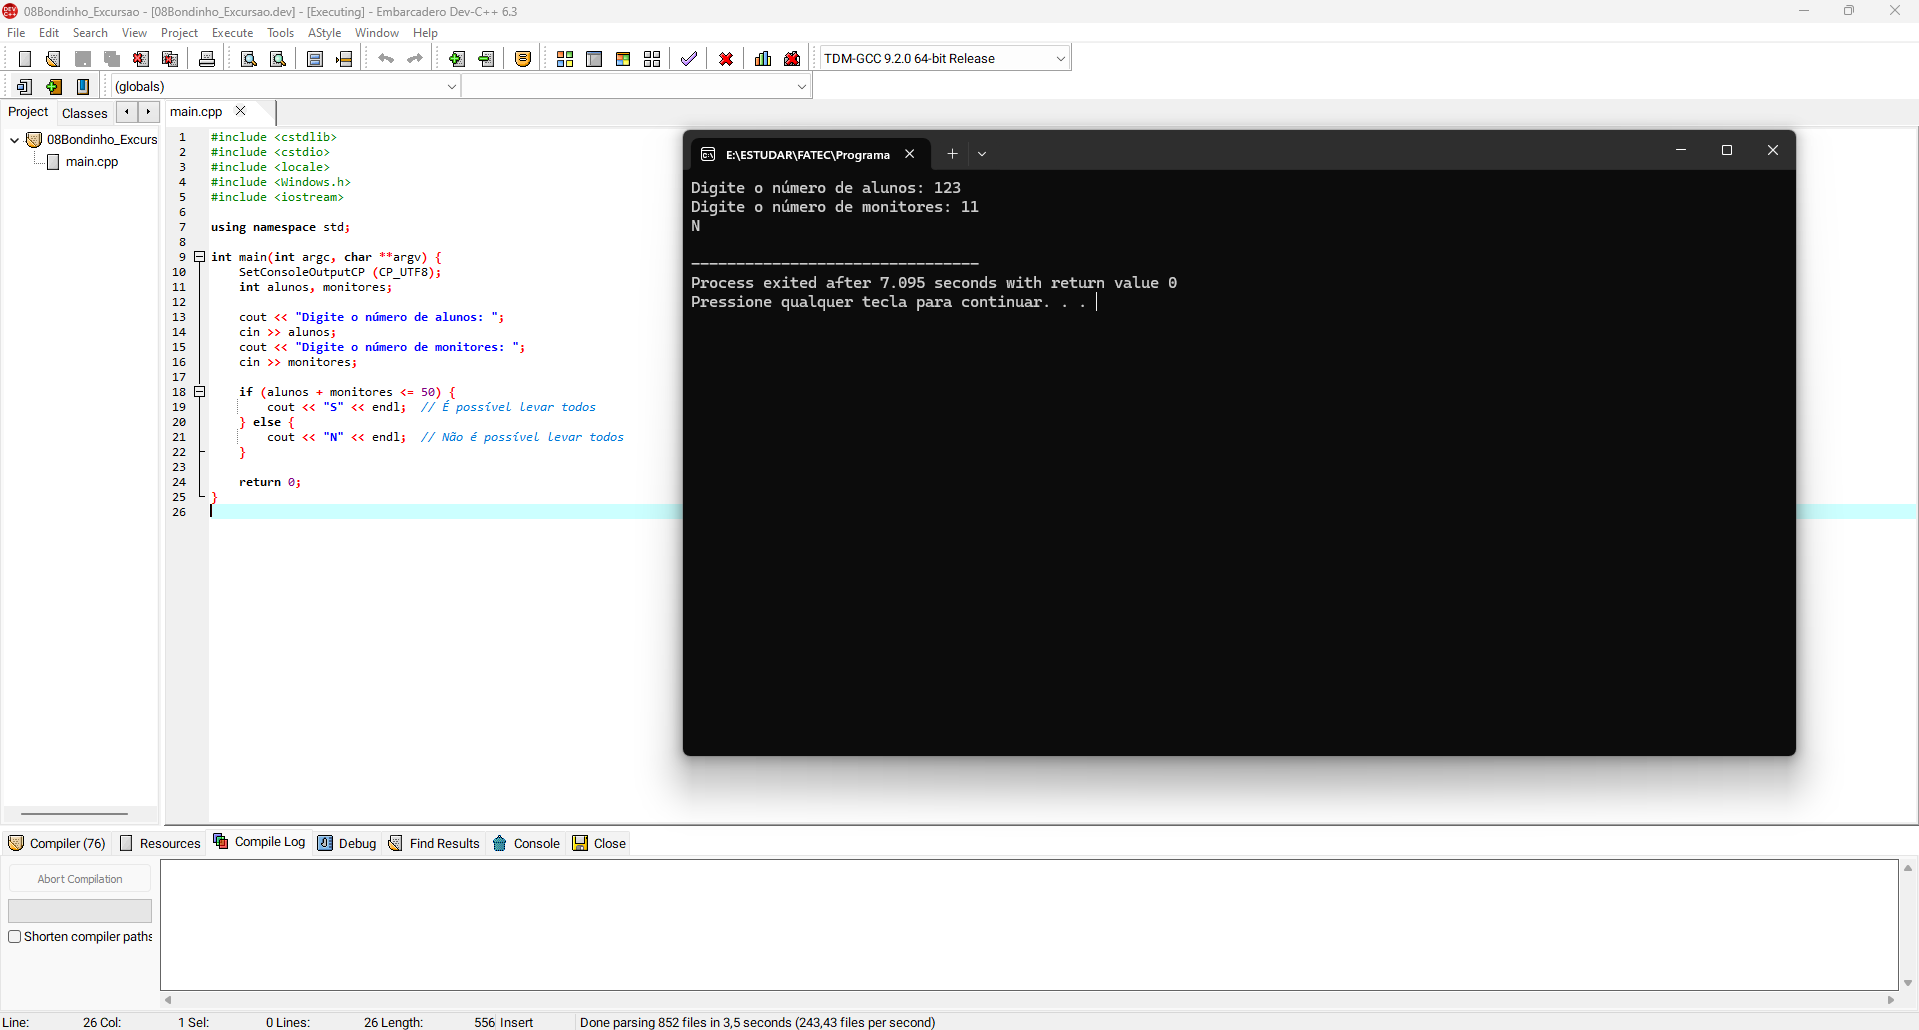 08Bondinho_Excursao - [08Bondinho_Excursao.dev] - [Executing] - Embarcadero Dev-C++ 6.3
File Edit Search View Project Execute Tools AStyle Window Help
TDM-GCC 9.2.0 64-bit Release
(globals)
Project Classes main.cpp
08Bondinho_Excurs
main.cpp
1 #include <cstdlib>
2 #include <cstdio>
3 #include <locale>
4 #include <Windows.h>
5 #include <iostream>
6
7 using namespace std;
8
9 int main(int argc, char **argv) {
10 SetConsoleOutputCP (CP_UTF8);
11 int alunos, monitores;
12
13 cout << "Digite o número de alunos: ";
14 cin >> alunos;
15 cout << "Digite o número de monitores: ";
16 cin >> monitores;
17
18 if (alunos + monitores <= 50) {
19 cout << "S" << endl; // É possível levar todos
20 } else {
21 cout << "N" << endl; // Não é possível levar todos
22 }
23
24 return 0;
25 }
26
E:\ESTUDAR\FATEC\Programa
Digite o número de alunos: 123
Digite o número de monitores: 11
N
--------------------------------
Process exited after 7.095 seconds with return value 0
Pressione qualquer tecla para continuar. . .
Compiler (76) Resources Compile Log Debug Find Results Console Close
Abort Compilation
Shorten compiler paths
Line: 26 Col: 1 Sel: 0 Lines: 26 Length: 556 Insert Done parsing 852 files in 3,5 seconds (243,43 files per second)